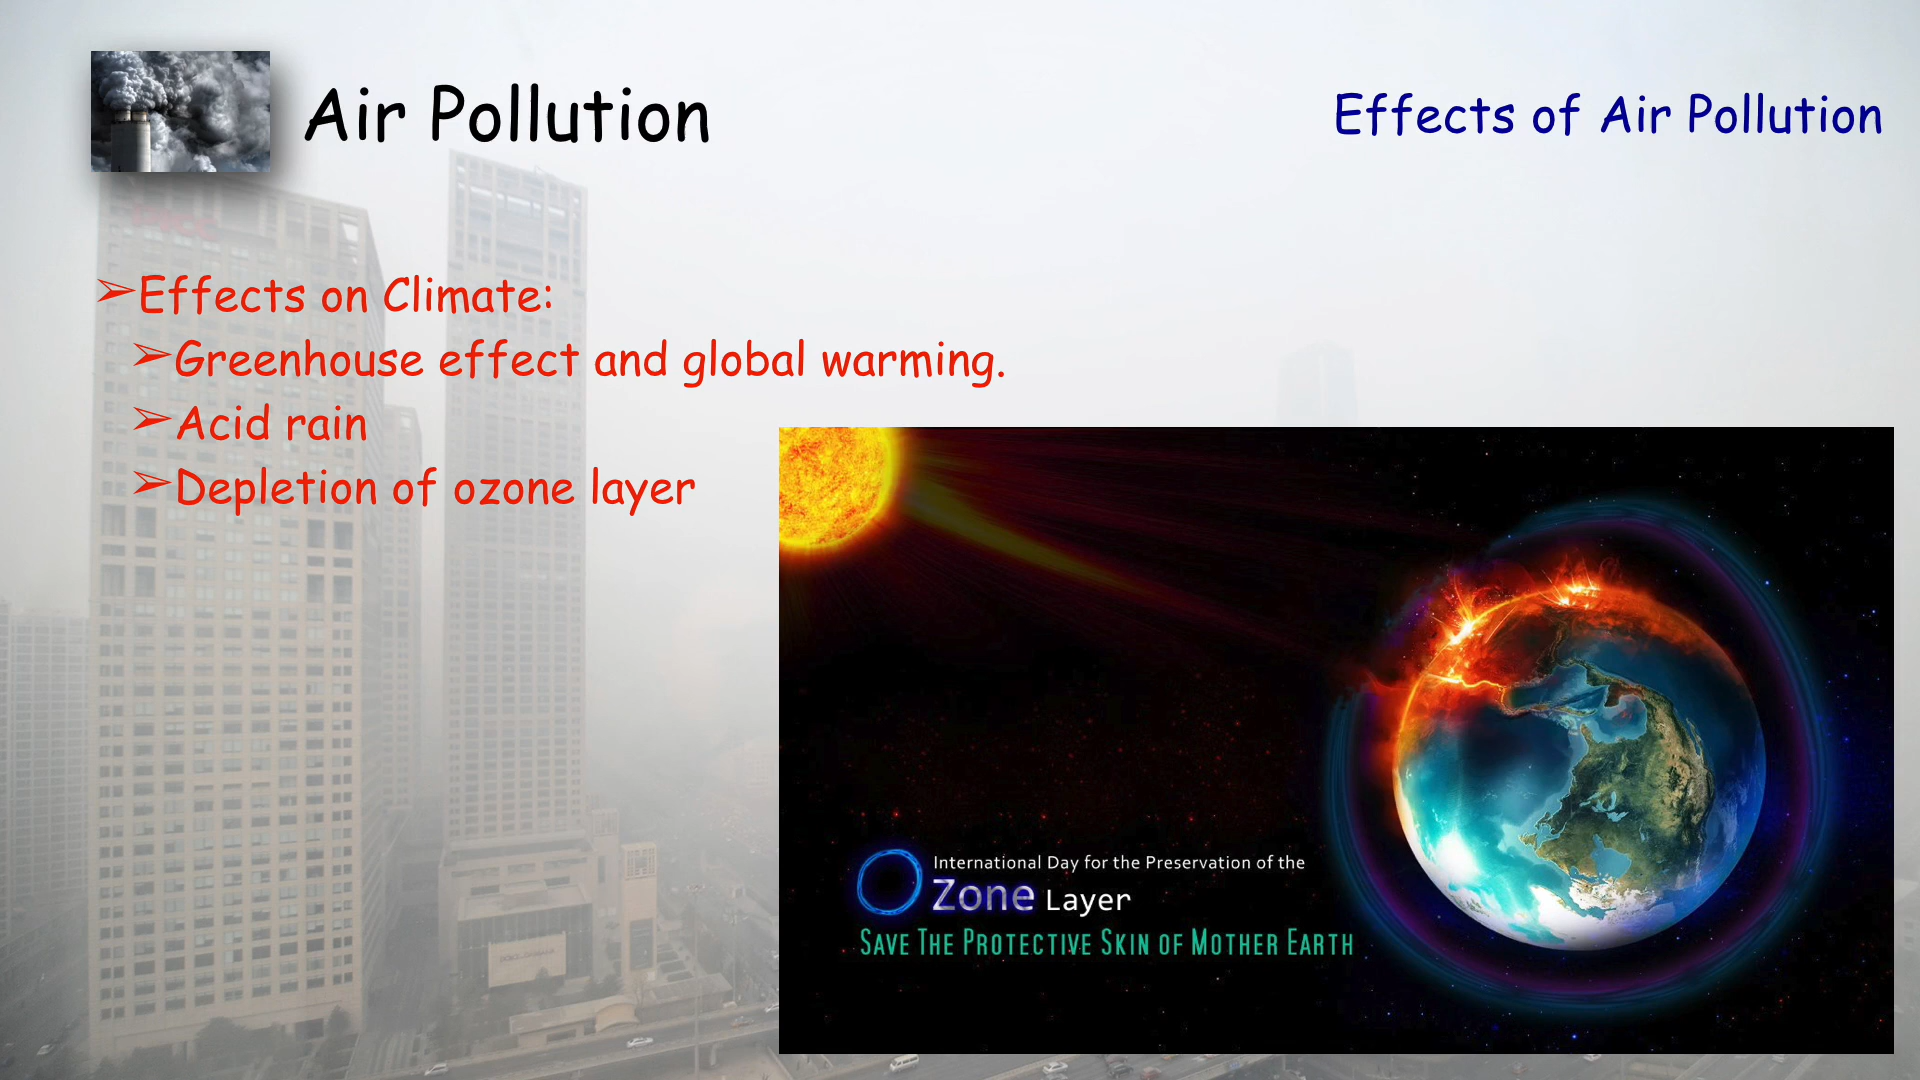 Air Pollution
Effects of Air Pollution
➢Effects on Climate:
➢Greenhouse effect and global warming.
➢Acid rain
➢Depletion of ozone layer
International Day for the Preservation of the
Zone Layer
SAVE THE PROTECTIVE SKIN OF MOTHER EARTH